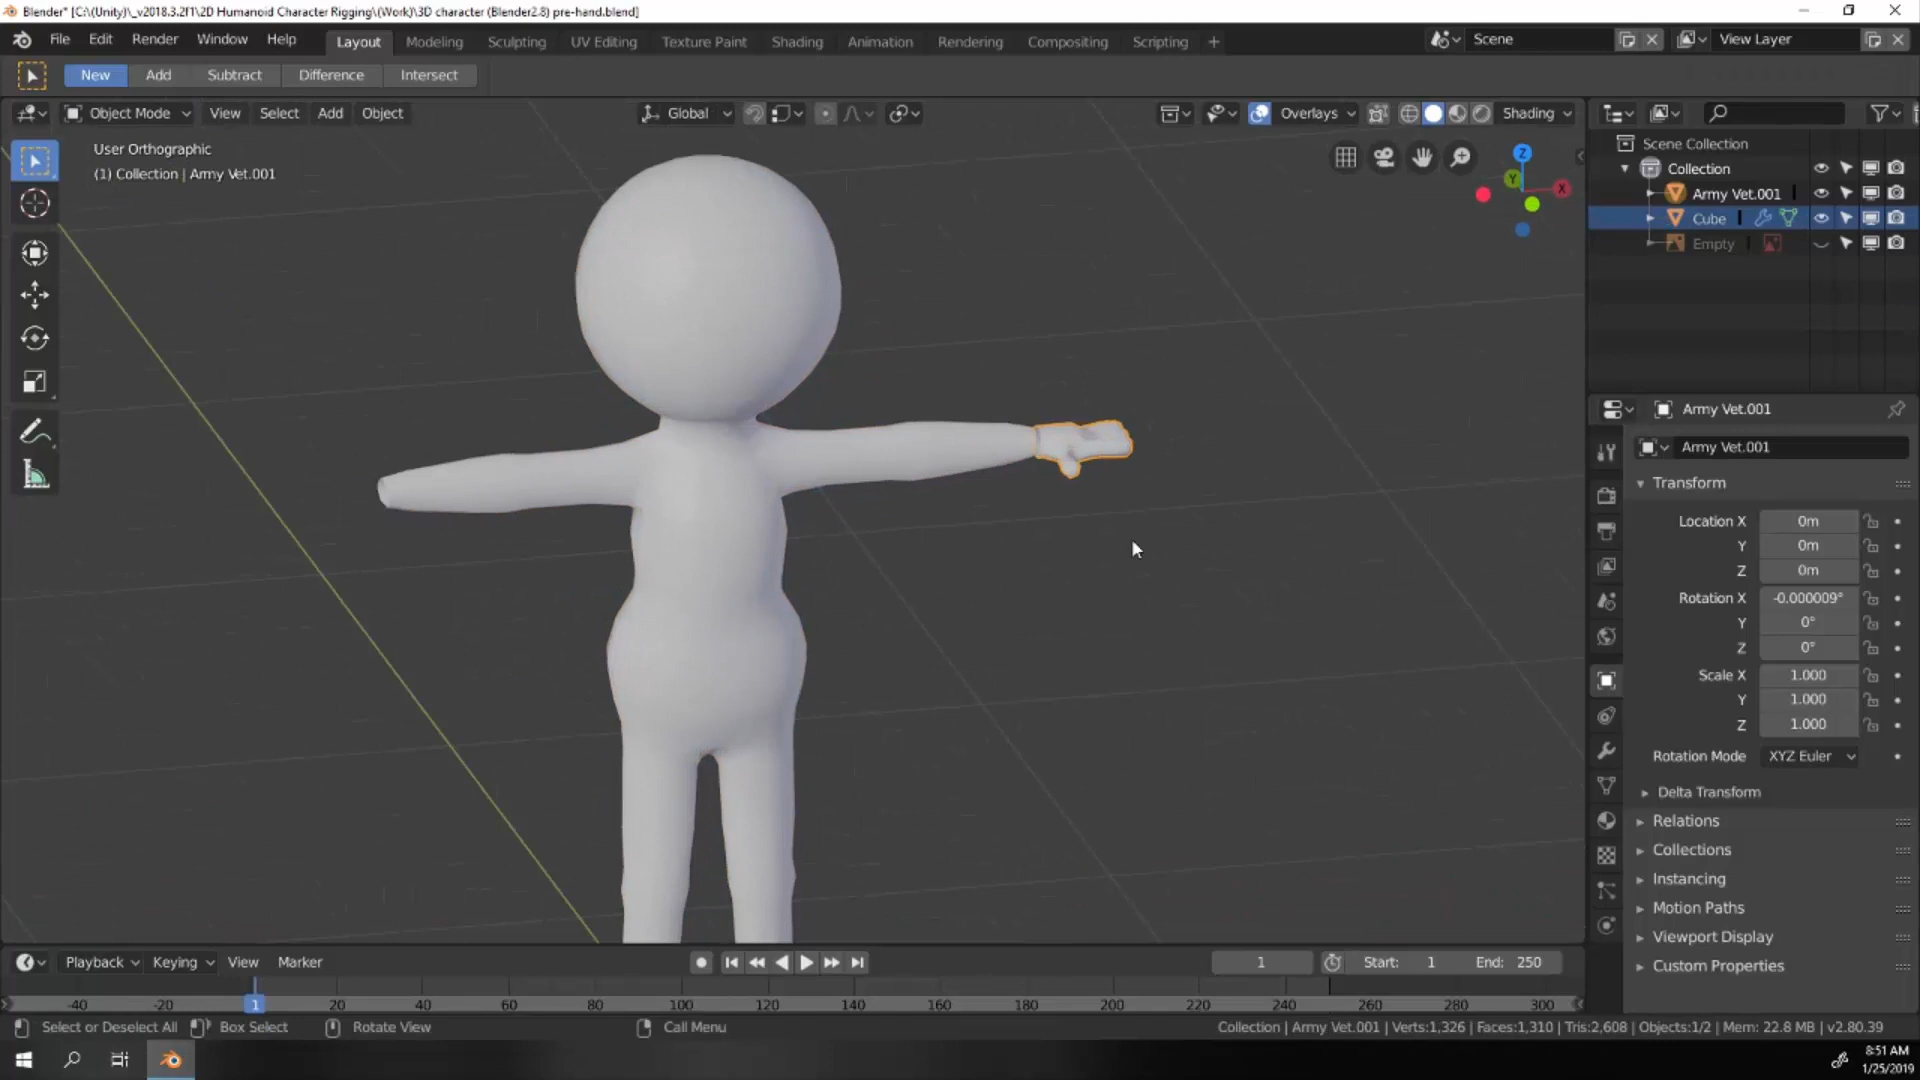 Blender* [C:\(Unity)\_v2018.3.2f1\2D Humanoid Character Rigging\(Work)\3D character (Blender2.8) pre-hand.blend]
File Edit Render Window Help Layout Modeling Sculpting UV Editing Texture Paint Shading Animation Rendering Compositing Scripting + Scene View Layer
New Add Subtract Difference Intersect
Object Mode View Select Add Object Global Overlays Shading
User Orthographic
(1) Collection | Army Vet.001
Z
Y
X
Scene Collection
Collection
Army Vet.001
Cube
Empty
Army Vet.001
Army Vet.001
Transform
Location X 0m
Y 0m
Z 0m
Rotation X -0.000009°
Y 0°
Z 0°
Scale X 1.000
Y 1.000
Z 1.000
Rotation Mode XYZ Euler
Delta Transform
Relations
Collections
Instancing
Motion Paths
Viewport Display
Custom Properties
Playback Keying View Marker 1 Start: 1 End: 250
-40 -20 1 20 40 60 80 100 120 140 160 180 200 220 240 260 280 300
Select or Deselect All Box Select Rotate View Call Menu Collection | Army Vet.001 | Verts:1,326 | Faces:1,310 | Tris:2,608 | Objects:1/2 | Mem: 22.8 MB | v2.80.39
8:51 AM
1/25/2019